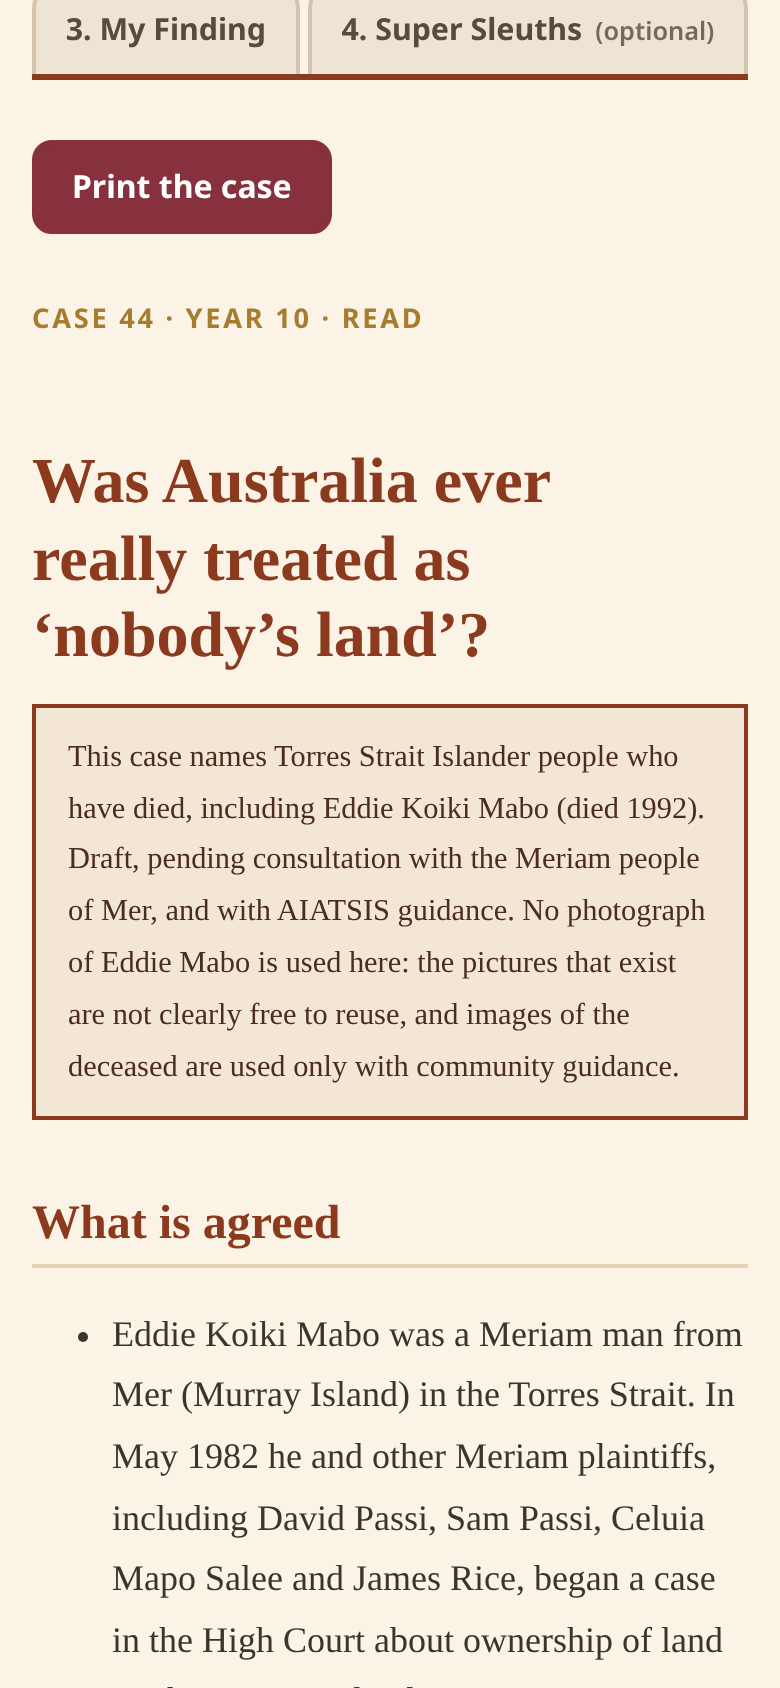 3. My Finding
4. Super Sleuths (optional)
Print the case
CASE 44 · YEAR 10 · READ
Was Australia ever
really treated as
‘nobody’s land’?
This case names Torres Strait Islander people who
have died, including Eddie Koiki Mabo (died 1992).
Draft, pending consultation with the Meriam people
of Mer, and with AIATSIS guidance. No photograph
of Eddie Mabo is used here: the pictures that exist
are not clearly free to reuse, and images of the
deceased are used only with community guidance.
What is agreed
• Eddie Koiki Mabo was a Meriam man from
Mer (Murray Island) in the Torres Strait. In
May 1982 he and other Meriam plaintiffs,
including David Passi, Sam Passi, Celuia
Mapo Salee and James Rice, began a case
in the High Court about ownership of land